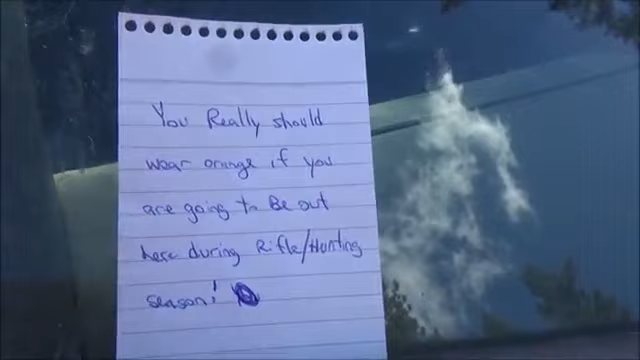 You Really should
wear orange if you
are going to Be out
here during Rifle/Hunting
season!